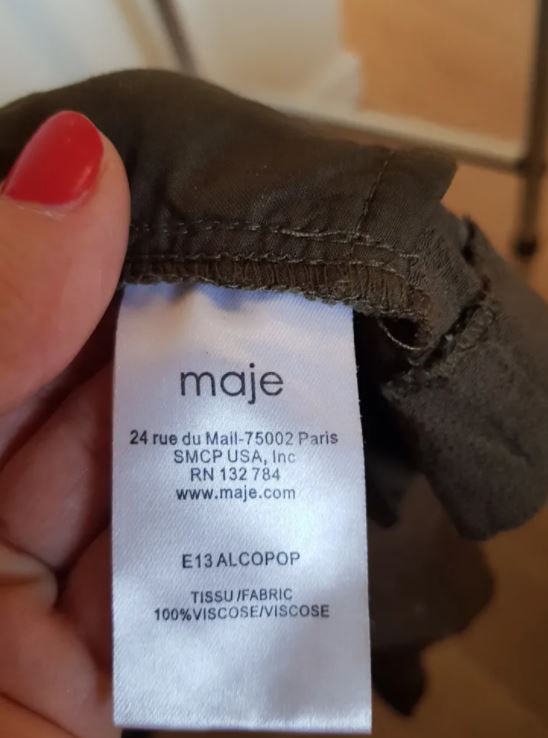 maje
24 rue du Mail-75002 Paris
SMCP USA, Inc
RN 132 784
www.maje.com
E13 ALCOPOP
TISSU/FABRIC
100%VISCOSE/VISCOSE